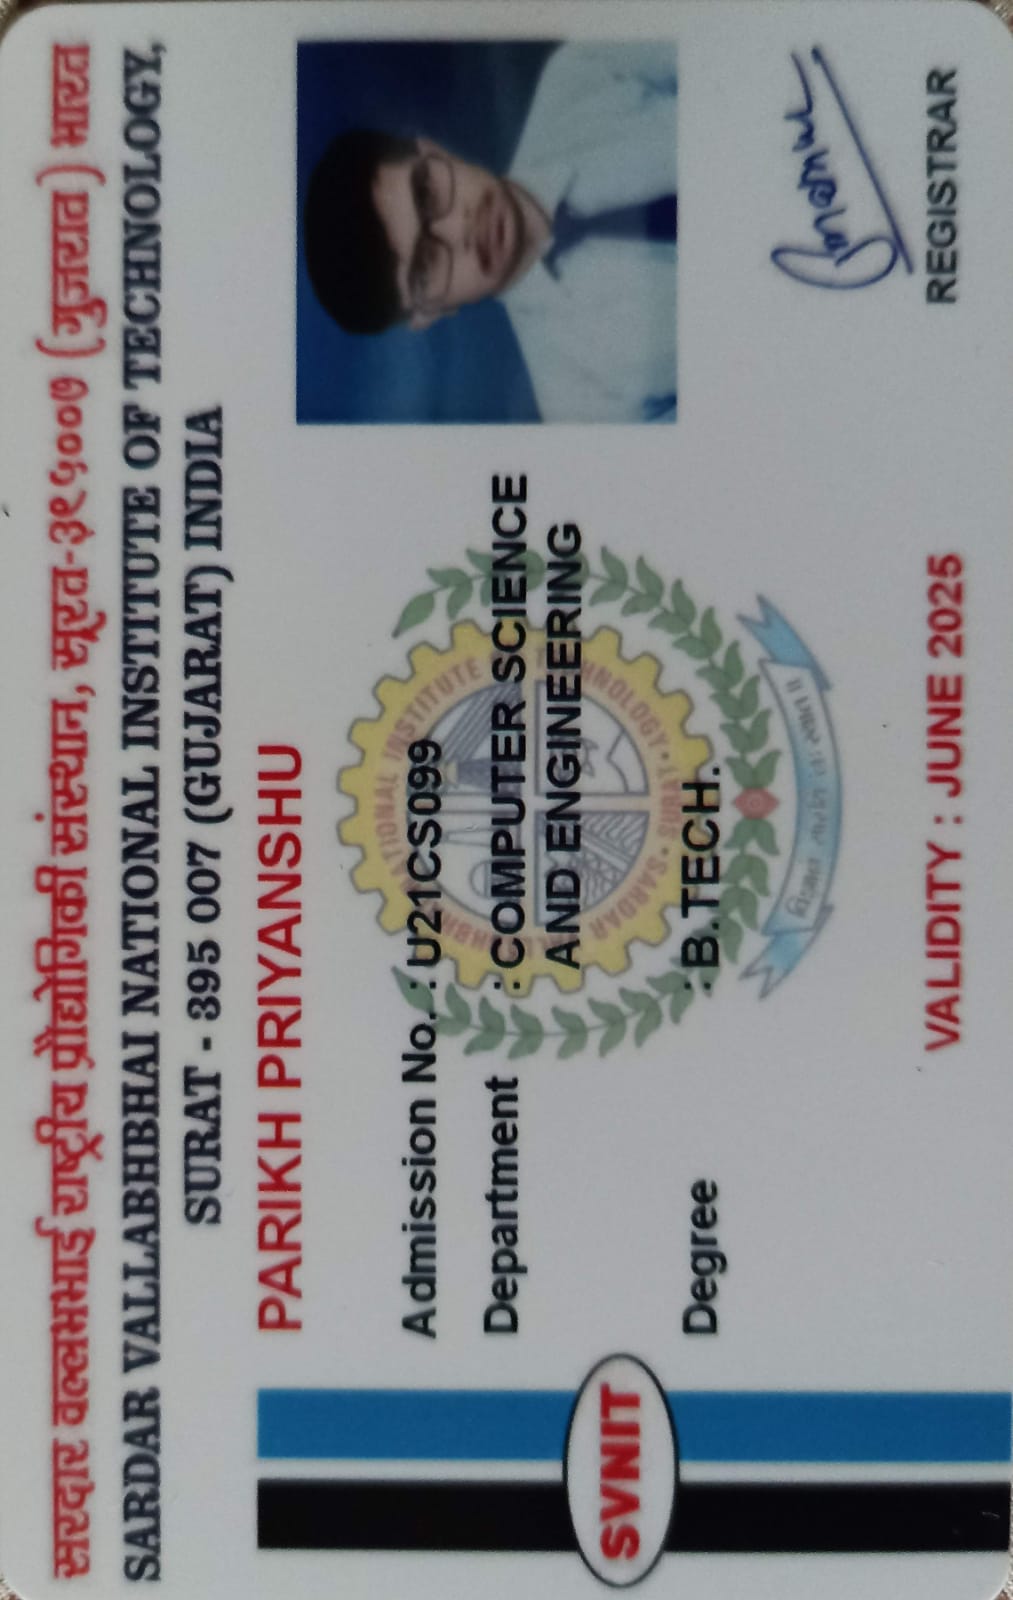 सरदार वल्लभभाई राष्ट्रीय प्रौद्योगिकी संस्थान, सूरत-३९५००७ (गुजरात) भारत
SARDAR VALLABHBHAI NATIONAL INSTITUTE OF TECHNOLOGY,
SURAT - 395 007 (GUJARAT) INDIA
PARIKH PRIYANSHU
Admission No. : U21CS099
Department : COMPUTER SCIENCE
AND ENGINEERING
Degree : B.TECH.
VALIDITY : JUNE 2025
REGISTRAR
SVNIT